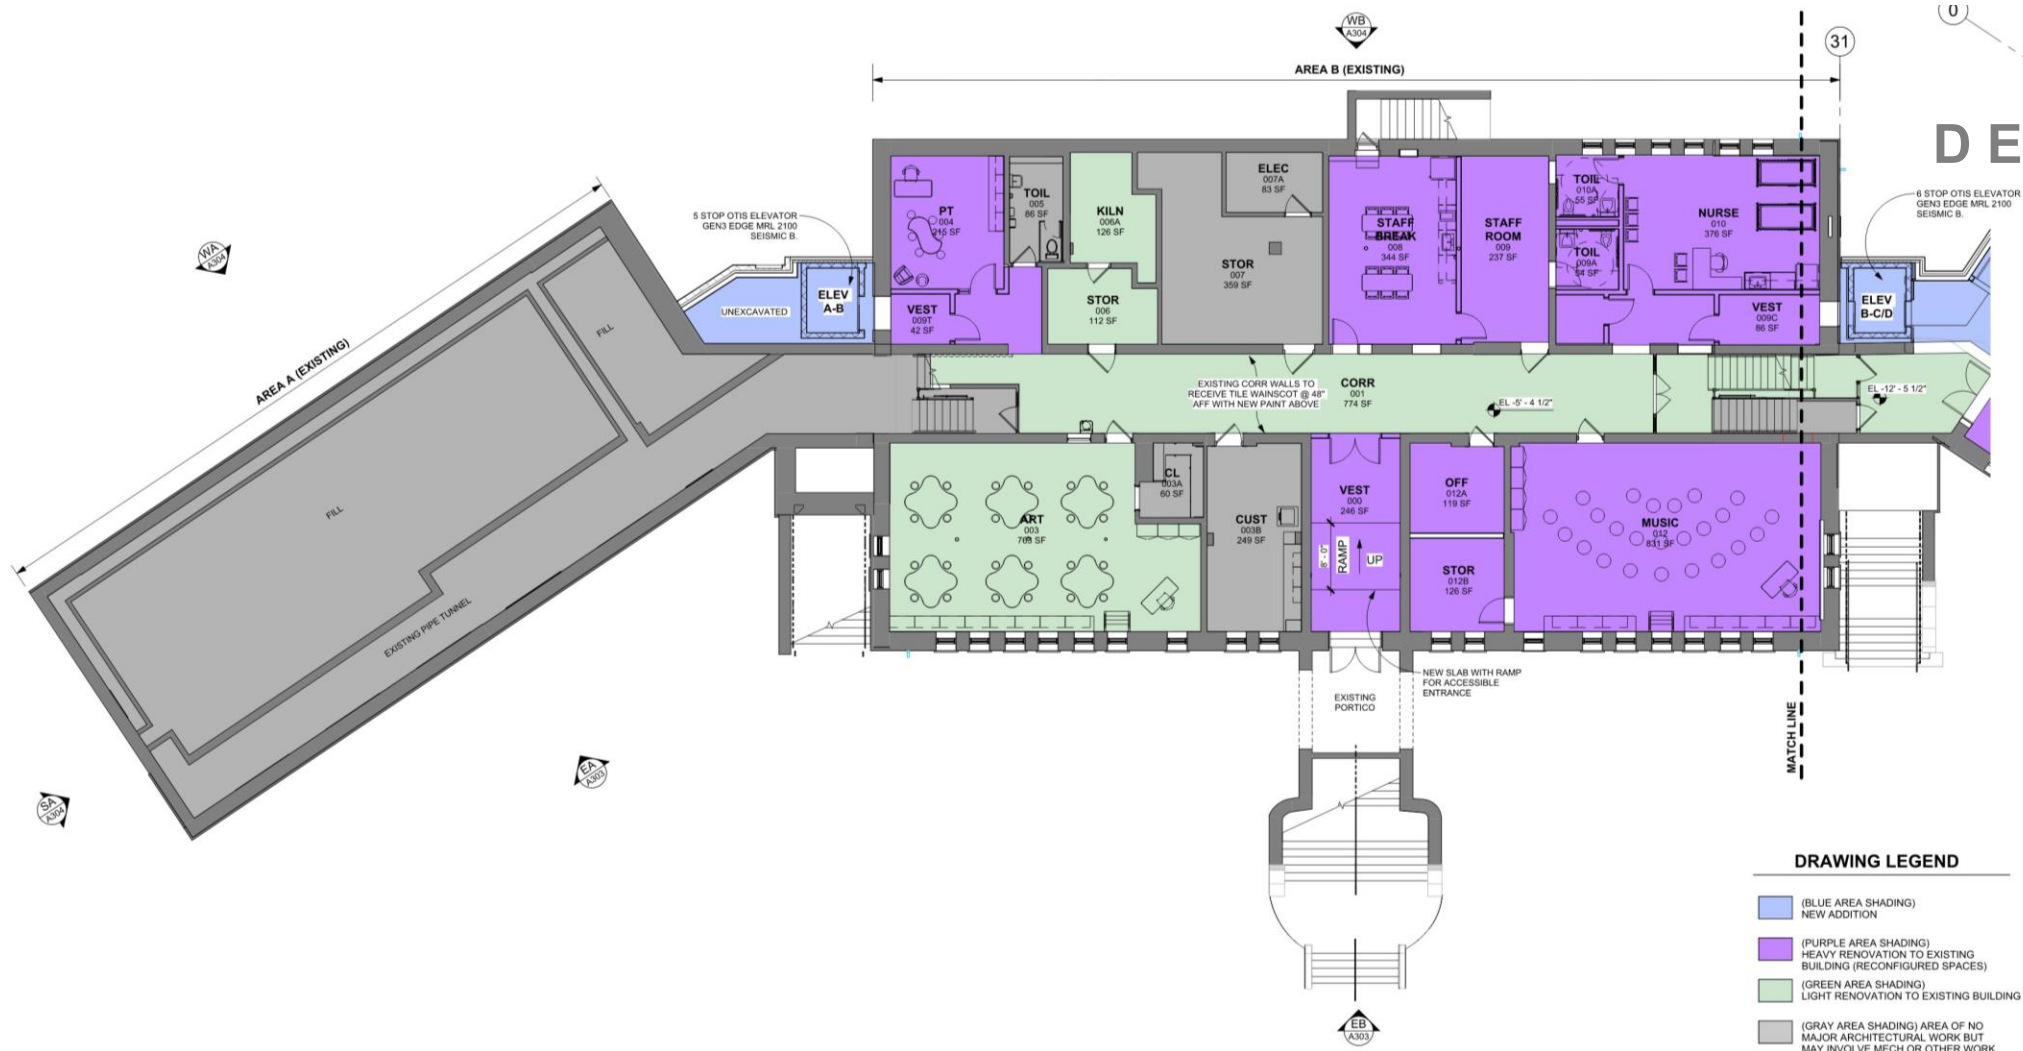 WB
A304
0
31
AREA B (EXISTING)
D E
5 STOP OTIS ELEVATOR
GEN3 EDGE MRL 2100
SEISMIC B.
6 STOP OTIS ELEVATOR
GEN3 EDGE MRL 2100
SEISMIC B.
WA
A304
AREA A (EXISTING)
UNEXCAVATED
ELEV
A-B
PT
004
215 SF
VEST
009T
42 SF
TOIL
005
86 SF
KILN
006A
126 SF
STOR
006
112 SF
STOR
007
359 SF
ELEC
007A
83 SF
STAFF
BREAK
008
344 SF
STAFF
ROOM
009
237 SF
TOIL
010A
55 SF
TOIL
009A
54 SF
NURSE
010
376 SF
VEST
009C
86 SF
ELEV
B-C/D
FILL
FILL
EXISTING PIPE TUNNEL
EXISTING CORR WALLS TO
RECEIVE TILE WAINSCOT @ 48"
AFF WITH NEW PAINT ABOVE
CORR
001
774 SF
EL -5' - 4 1/2"
EL -12' - 5 1/2"
ART
003
763 SF
CL
003A
60 SF
CUST
003B
249 SF
VEST
000
246 SF
8' - 0"
RAMP
UP
OFF
012A
119 SF
STOR
012B
126 SF
MUSIC
012
831 SF
NEW SLAB WITH RAMP
FOR ACCESSIBLE
ENTRANCE
EXISTING
PORTICO
MATCH LINE
SA
A304
EA
A303
EB
A303
DRAWING LEGEND
(BLUE AREA SHADING)
NEW ADDITION
(PURPLE AREA SHADING)
HEAVY RENOVATION TO EXISTING
BUILDING (RECONFIGURED SPACES)
(GREEN AREA SHADING)
LIGHT RENOVATION TO EXISTING BUILDING
(GRAY AREA SHADING) AREA OF NO
MAJOR ARCHITECTURAL WORK BUT
MAY INVOLVE MECH OR OTHER WORK